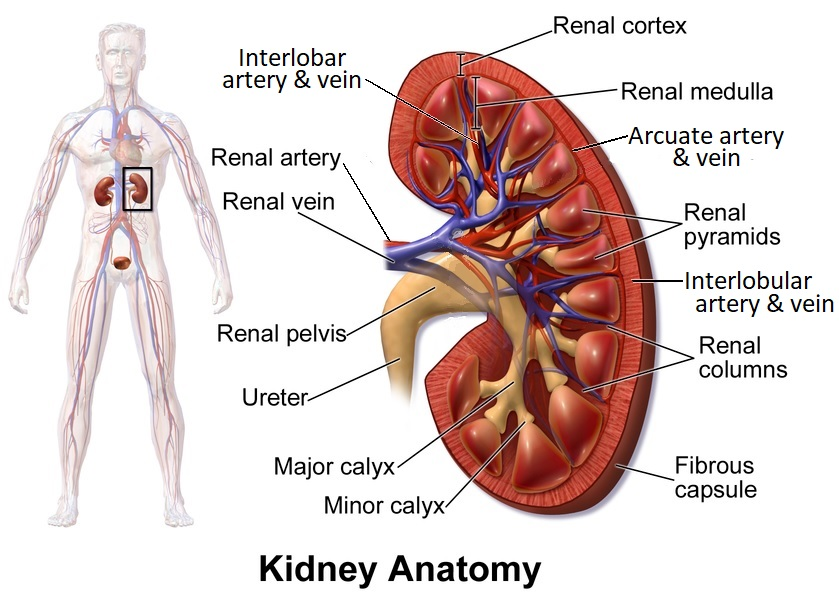 Renal cortex
Interlobar
artery & vein
Renal medulla
Arcuate artery
& vein
Renal artery
Renal vein
Renal
pyramids
Interlobular
artery & vein
Renal pelvis
Renal
columns
Ureter
Major calyx
Minor calyx
Fibrous
capsule
Kidney Anatomy